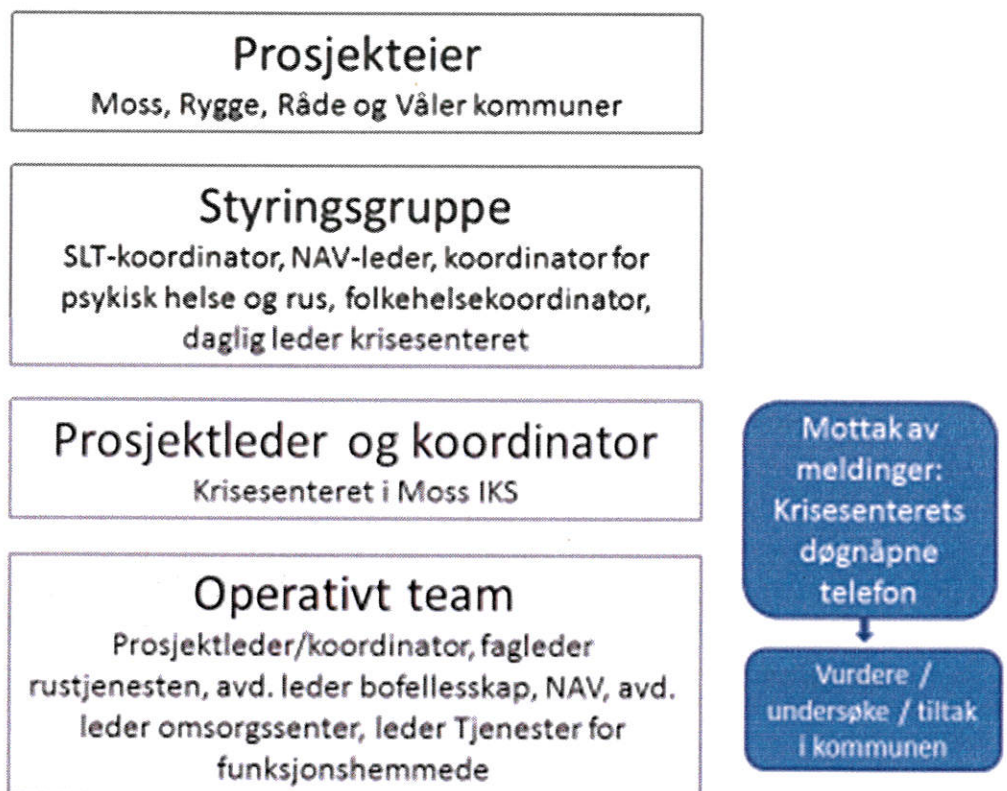 Prosjekteier
Moss, Rygge, Råde og Våler kommuner
Styringsgruppe
SLT-koordinator, NAV-leder, koordinator for
psykisk helse og rus, folkehelsekoordinator,
daglig leder krisesenteret
Prosjektleder og koordinator
Krisesenteret i Moss IKS
Operativt team
Prosjektleder/koordinator, fagleder
rustjenesten, avd. leder bofellesskap, NAV, avd.
leder omsorgssenter, leder Tjenester for
funksjonshemmede
Mottak av
meldinger:
Krisesenterets
døgnåpne
telefon
Vurdere /
undersøke / tiltak
i kommunen